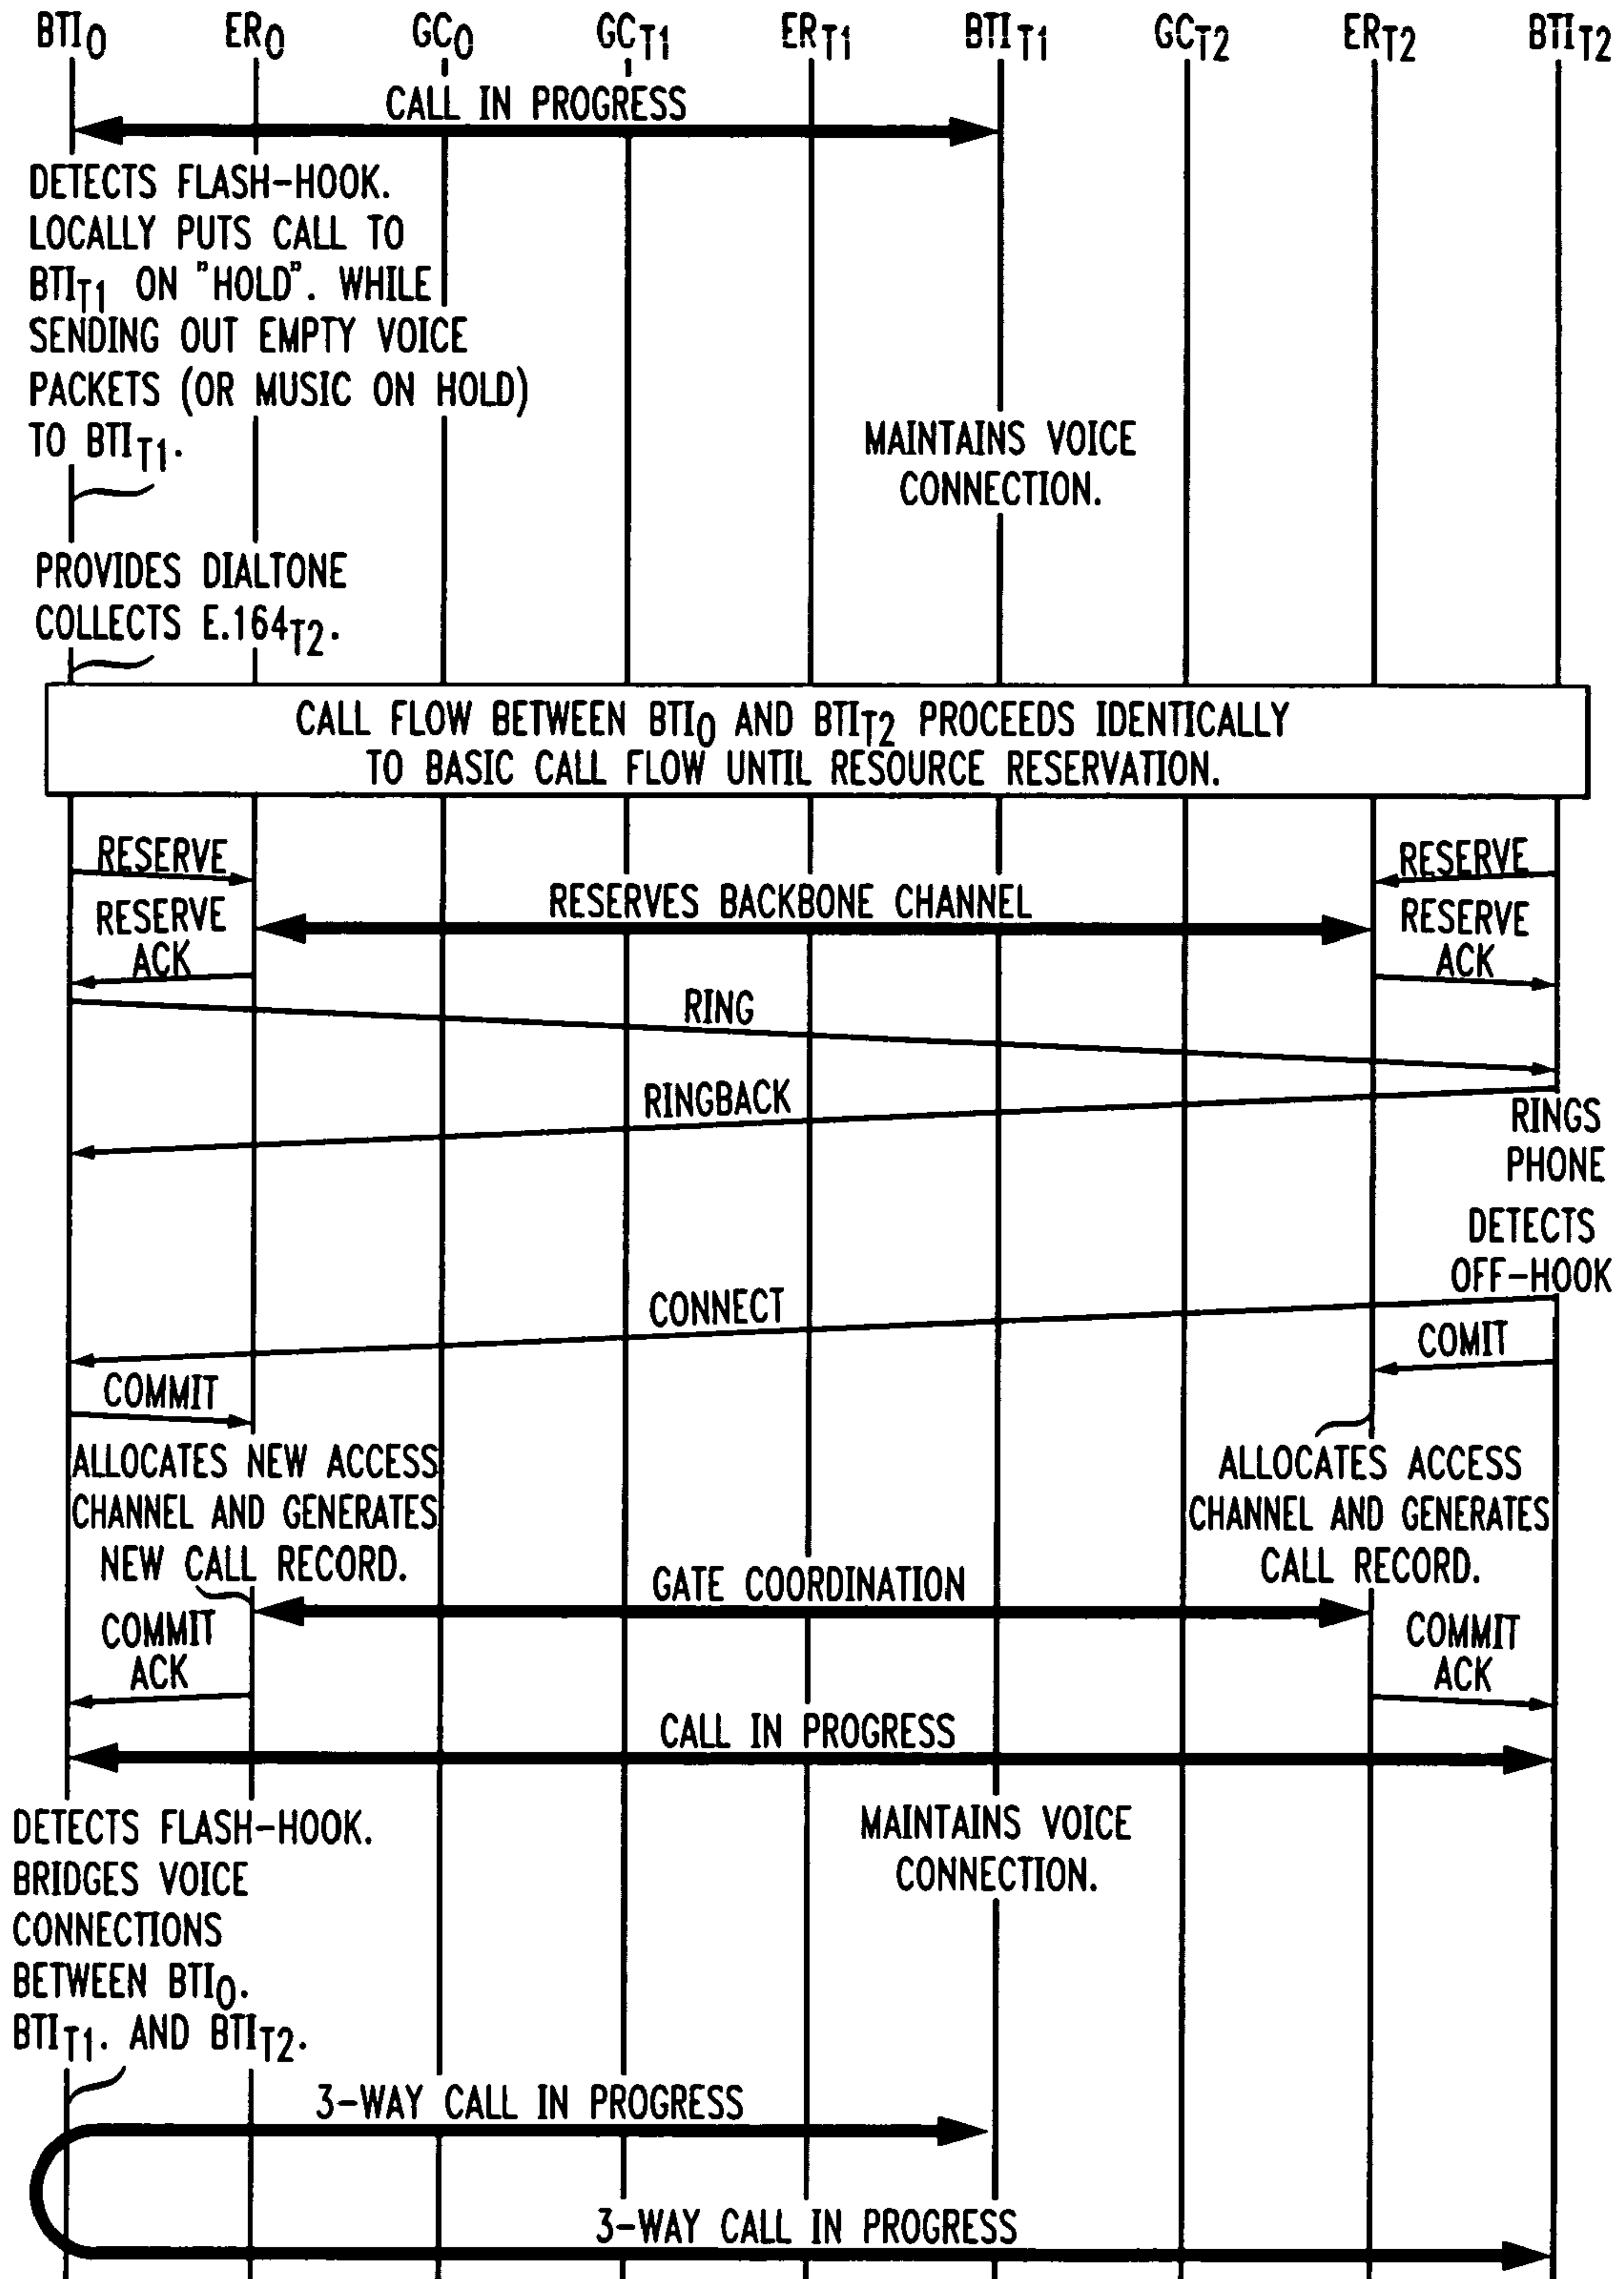 BTIO ERO GCO GCT1 ERT1 BTIT1 GCT2 ERT2 BTIT2
CALL IN PROGRESS
DETECTS FLASH-HOOK.
LOCALLY PUTS CALL TO
BTIT1 ON "HOLD". WHILE
SENDING OUT EMPTY VOICE
PACKETS (OR MUSIC ON HOLD)
TO BTIT1.
MAINTAINS VOICE
CONNECTION.
PROVIDES DIALTONE
COLLECTS E.164T2.
CALL FLOW BETWEEN BTIO AND BTIT2 PROCEEDS IDENTICALLY
TO BASIC CALL FLOW UNTIL RESOURCE RESERVATION.
RESERVE
RESERVE
RESERVES BACKBONE CHANNEL
RESERVE
ACK
RESERVE
ACK
RING
RINGBACK
RINGS
PHONE
DETECTS
OFF-HOOK
CONNECT
COMIT
COMMIT
ALLOCATES NEW ACCESS
CHANNEL AND GENERATES
NEW CALL RECORD.
ALLOCATES ACCESS
CHANNEL AND GENERATES
CALL RECORD.
GATE COORDINATION
COMMIT
ACK
COMMIT
ACK
CALL IN PROGRESS
DETECTS FLASH-HOOK.
BRIDGES VOICE
CONNECTIONS
BETWEEN BTIO.
BTIT1. AND BTIT2.
MAINTAINS VOICE
CONNECTION.
3-WAY CALL IN PROGRESS
3-WAY CALL IN PROGRESS